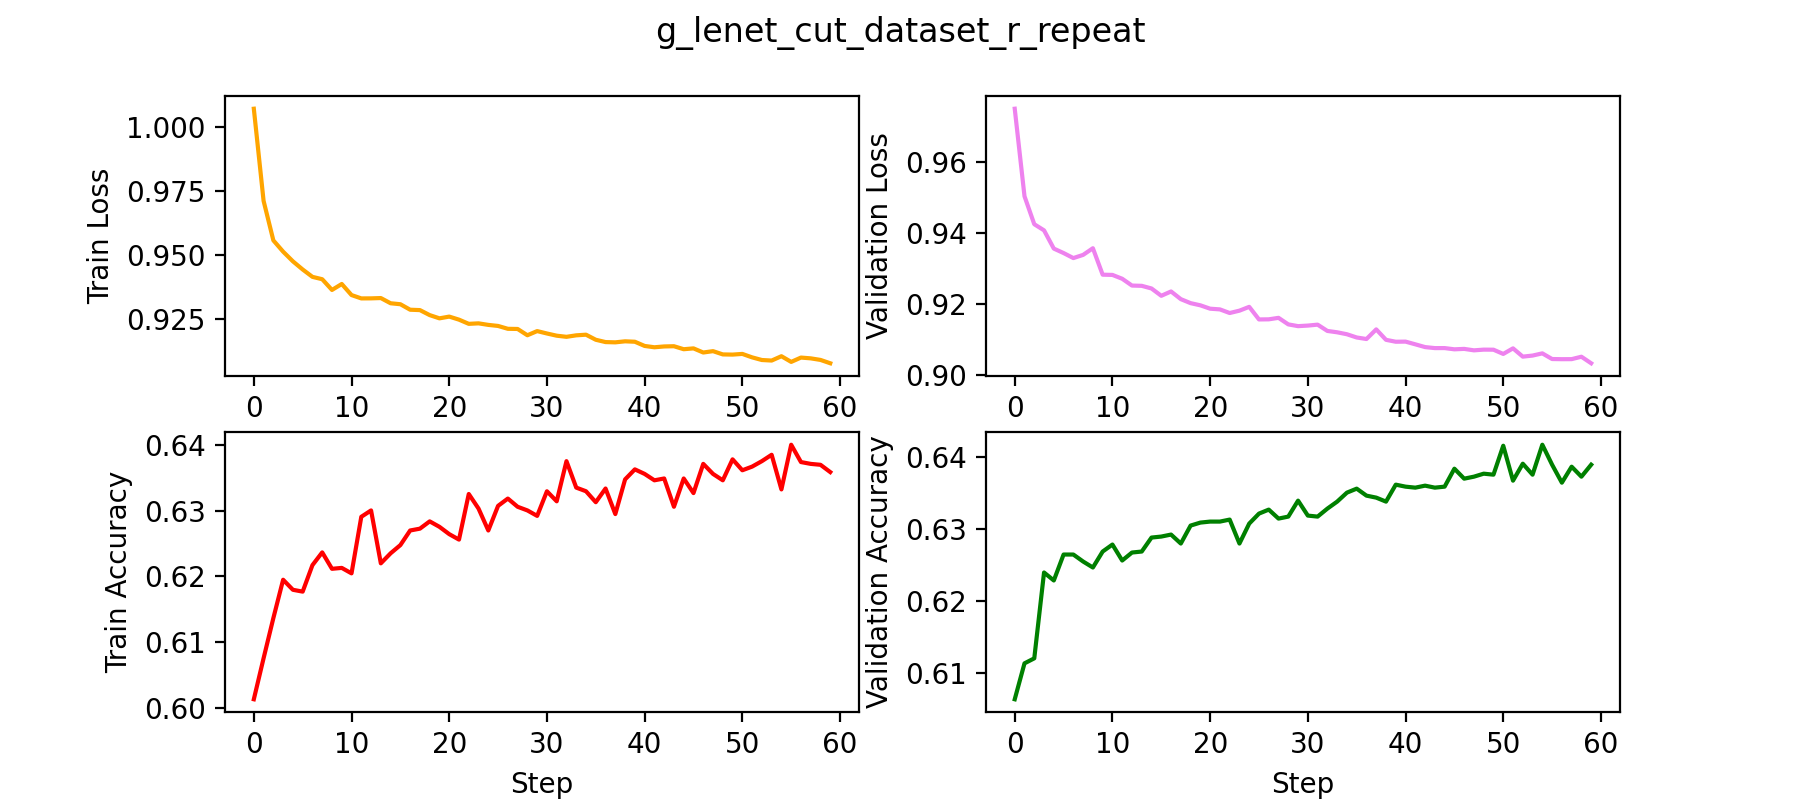 g_lenet_cut_dataset_r_repeat
Train Loss
1.000
0.975
0.950
0.925
0 10 20 30 40 50 60
Validation Loss
0.96
0.94
0.92
0.90
0 10 20 30 40 50 60
Train Accuracy
0.64
0.63
0.62
0.61
0.60
0 10 20 30 40 50 60
Step
Validation Accuracy
0.64
0.63
0.62
0.61
0 10 20 30 40 50 60
Step